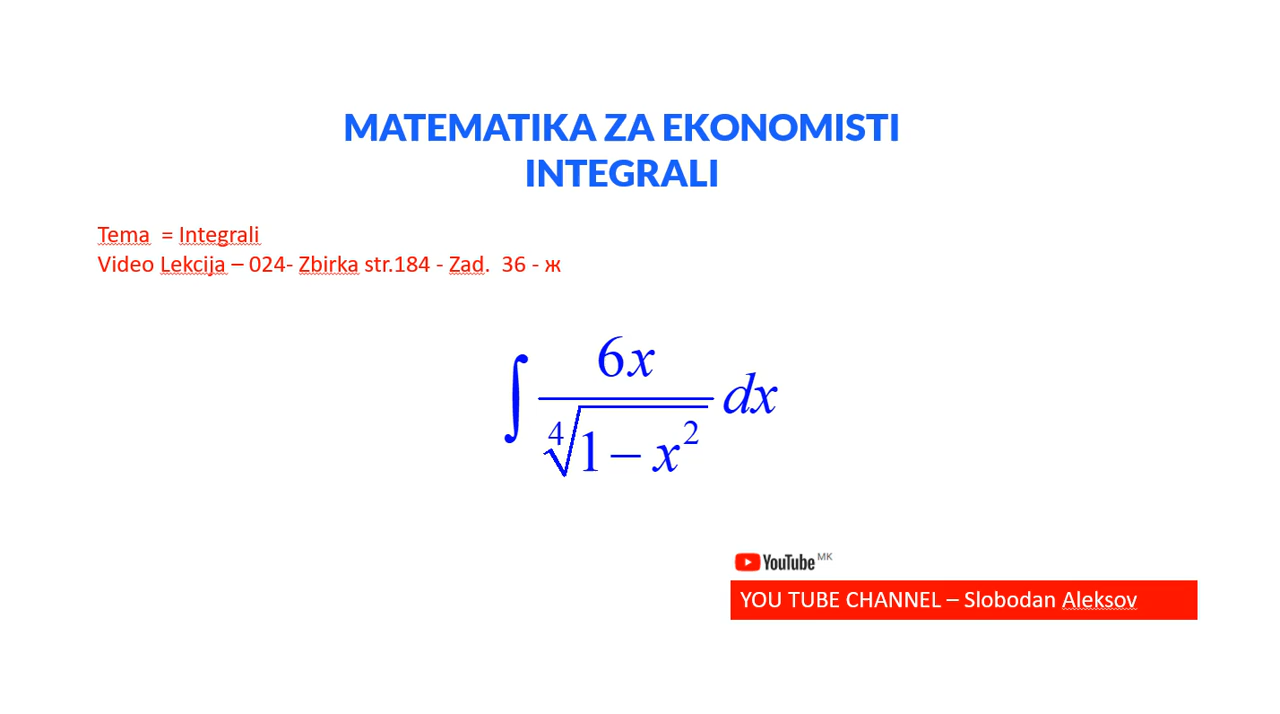 MATEMATIKA ZA EKONOMISTI
INTEGRALI
Tema = Integrali
Video Lekcija – 024- Zbirka str.184 - Zad. 36 - ж
∫ 6x / ∜(1 – x²) dx
YouTube MK
YOU TUBE CHANNEL – Slobodan Aleksov